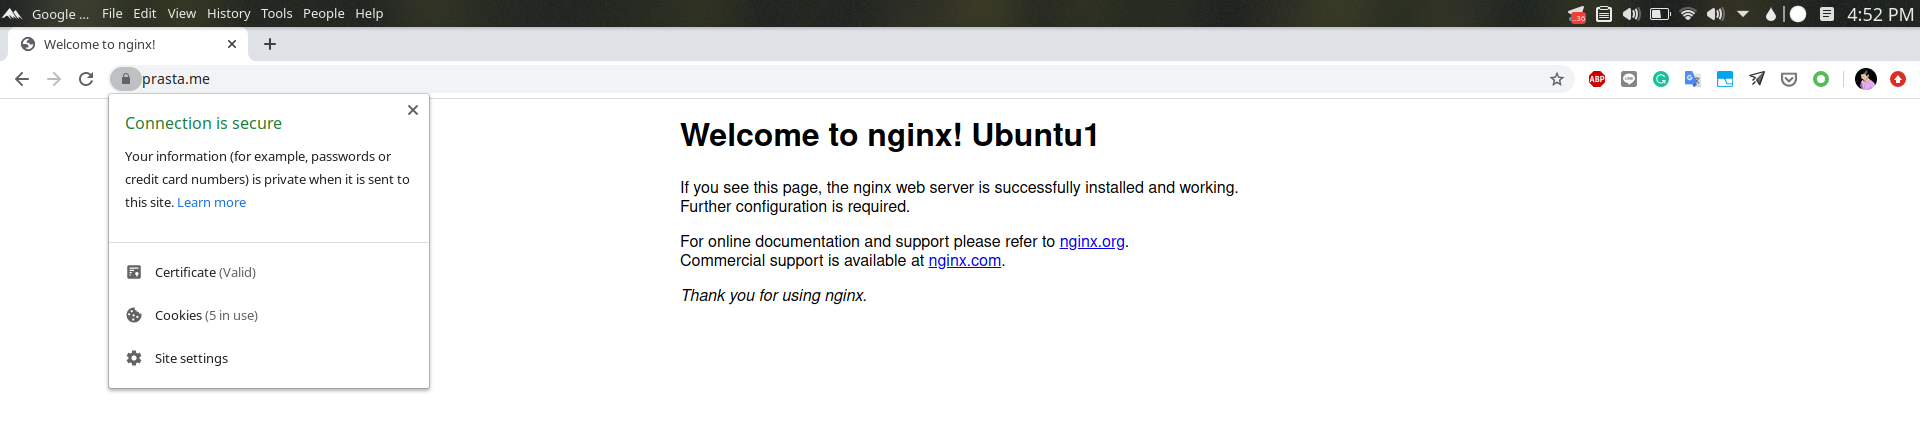 Google ... File Edit View History Tools People Help 4:52 PM
Welcome to nginx!
prasta.me ABP
Connection is secure
Your information (for example, passwords or
credit card numbers) is private when it is sent to
this site. Learn more
Certificate (Valid)
Cookies (5 in use)
Site settings
Welcome to nginx! Ubuntu1
If you see this page, the nginx web server is successfully installed and working.
Further configuration is required.
For online documentation and support please refer to nginx.org.
Commercial support is available at nginx.com.
Thank you for using nginx.